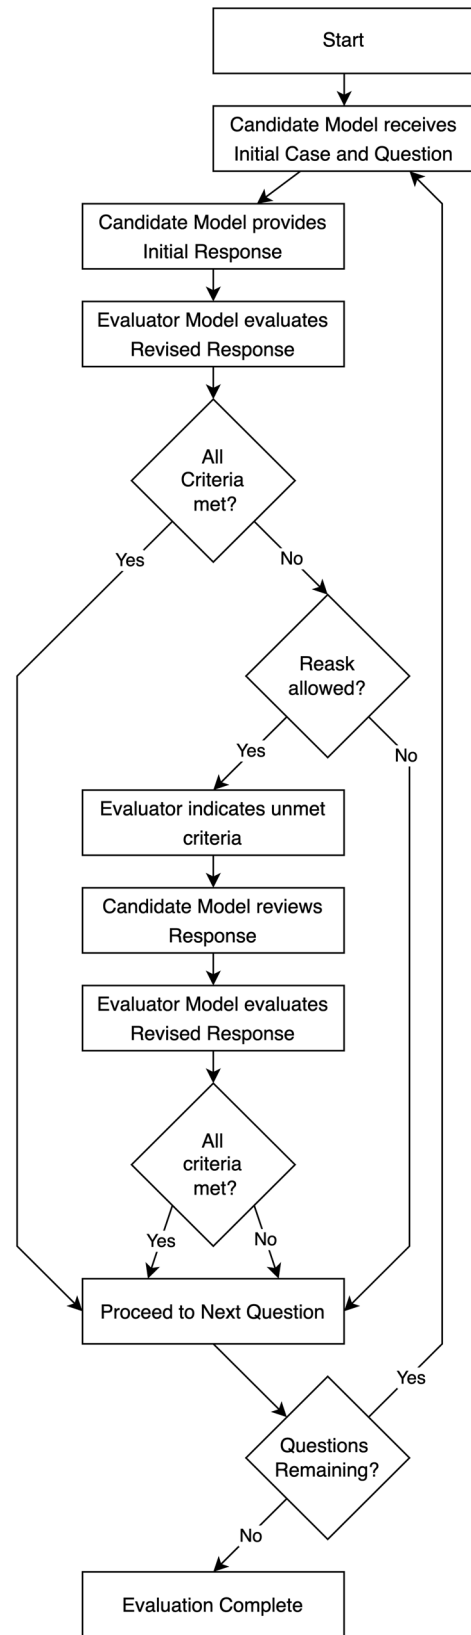 Start
Candidate Model receives
Initial Case and Question
Candidate Model provides
Initial Response
Evaluator Model evaluates
Revised Response
All
Criteria
met?
Yes
No
Reask
allowed?
Yes
No
Evaluator indicates unmet
criteria
Candidate Model reviews
Response
Evaluator Model evaluates
Revised Response
All
criteria
met?
Yes
No
Proceed to Next Question
Yes
Questions
Remaining?
No
Evaluation Complete